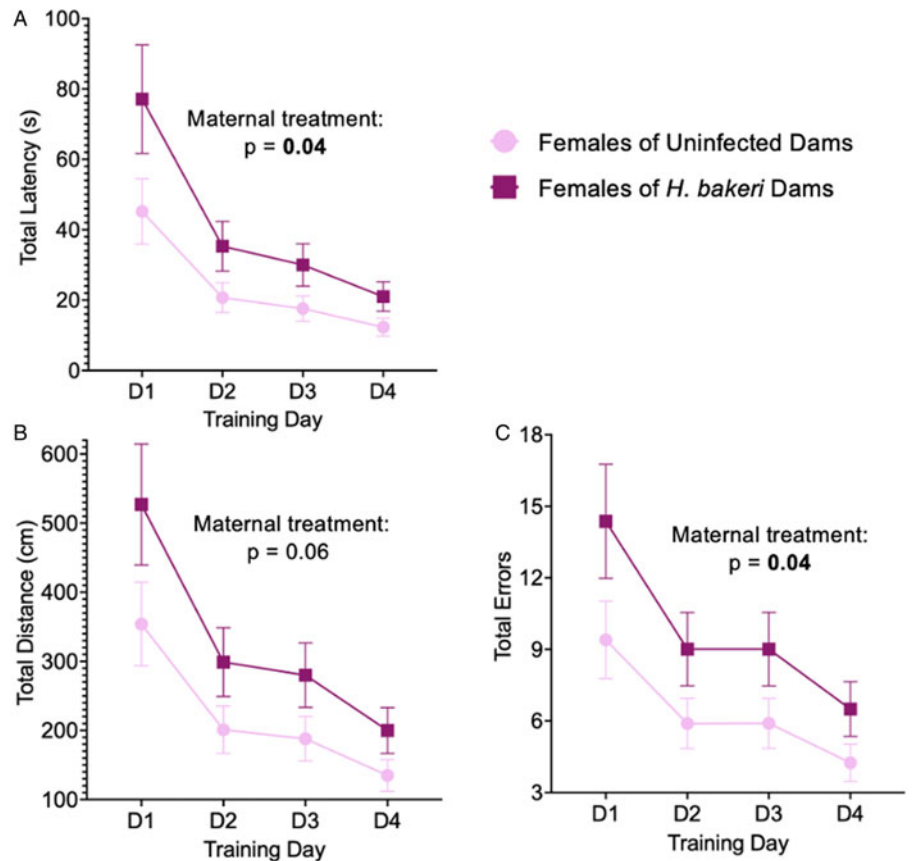 A
100
80
60
40
20
0
Total Latency (s)
Maternal treatment:
p = 0.04
D1 D2 D3 D4
Training Day
Females of Uninfected Dams
Females of H. bakeri Dams
B
600
500
400
300
200
100
Total Distance (cm)
Maternal treatment:
p = 0.06
D1 D2 D3 D4
Training Day
C
18
15
12
9
6
3
Total Errors
Maternal treatment:
p = 0.04
D1 D2 D3 D4
Training Day